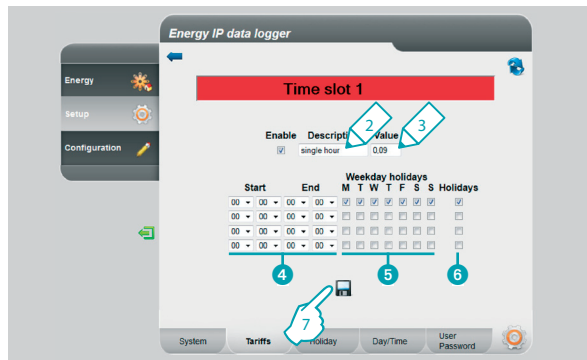 Energy IP data logger
Energy
Setup
Configuration
Time slot 1
Enable Descripti Value
2 3
single hour 0,09
Weekday holidays
Start End M T W T F S S Holidays
00 00 00 00
00 00 00 00
00 00 00 00
00 00 00 00
4 5 6
7
System Tariffs Holiday Day/Time User Password